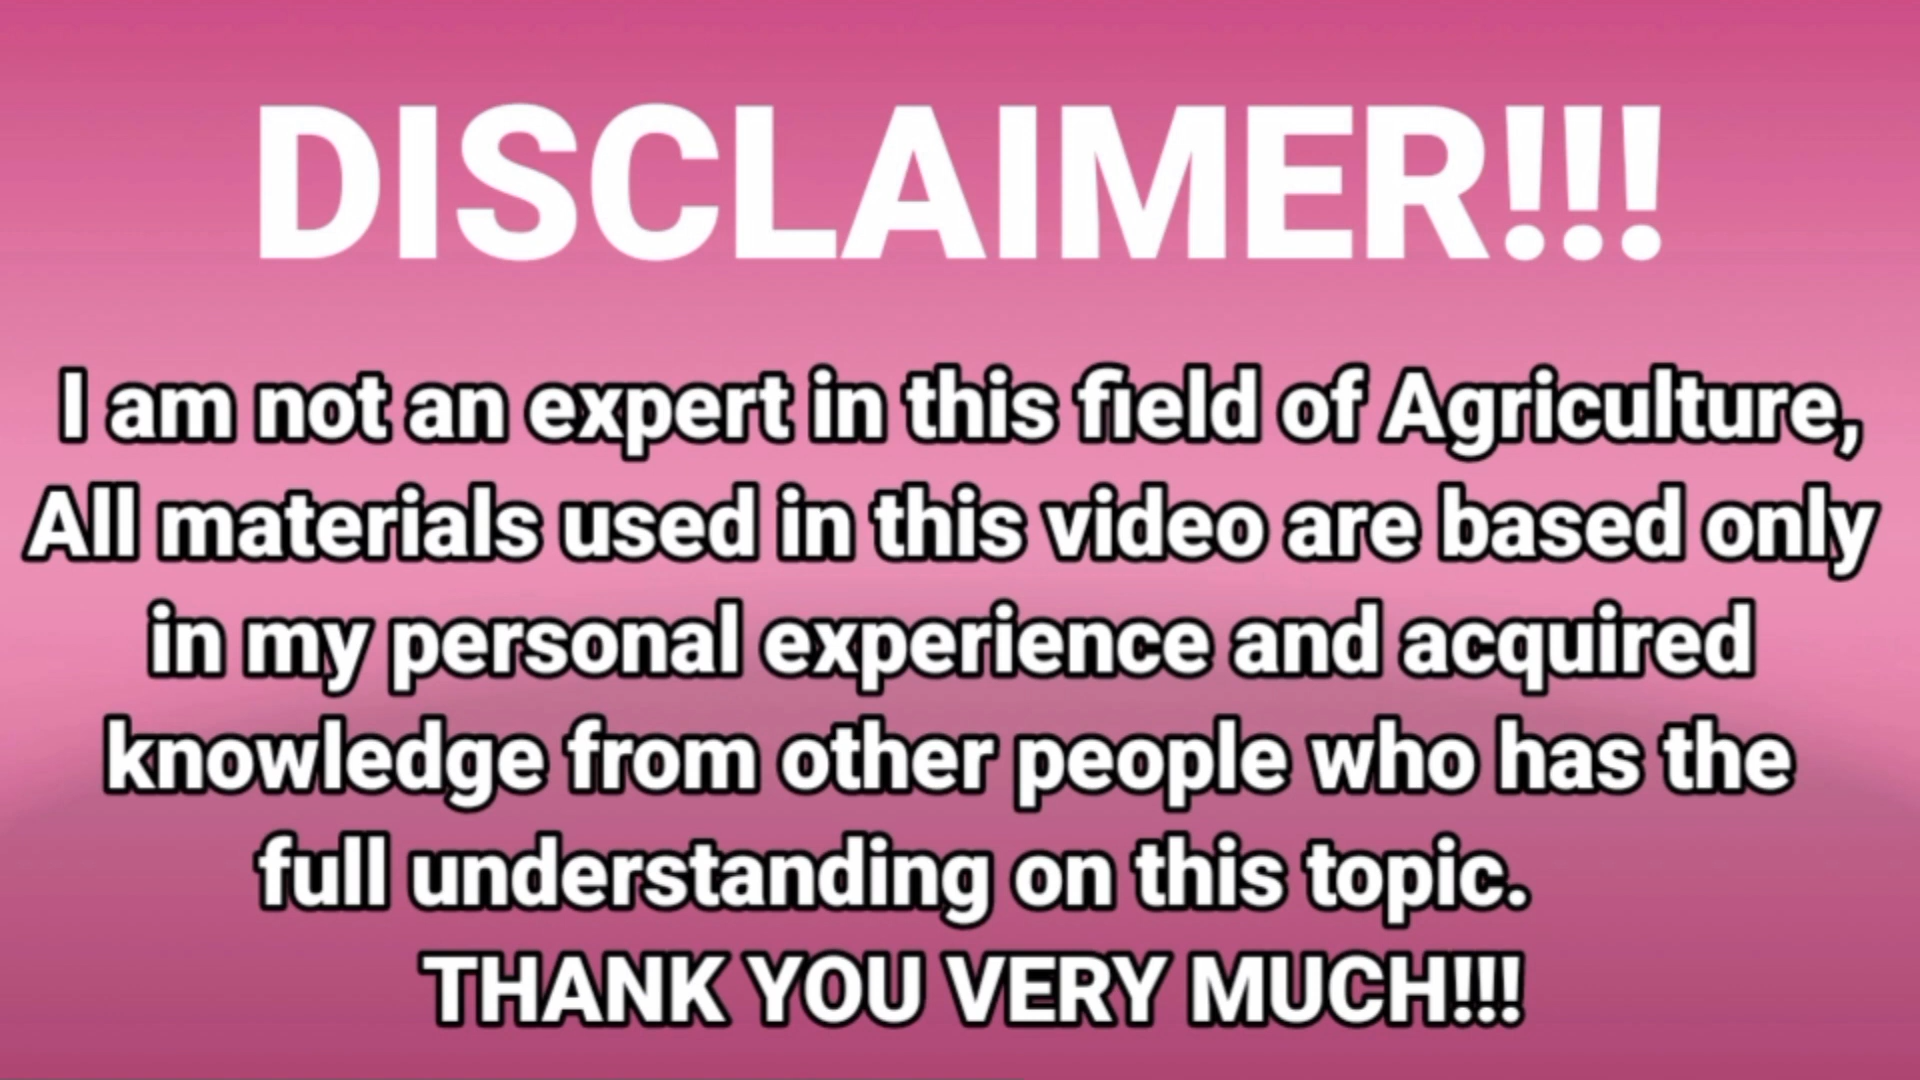 DISCLAIMER!!!
I am not an expert in this field of Agriculture,
All materials used in this video are based only
in my personal experience and acquired
knowledge from other people who has the
full understanding on this topic.
THANK YOU VERY MUCH!!!